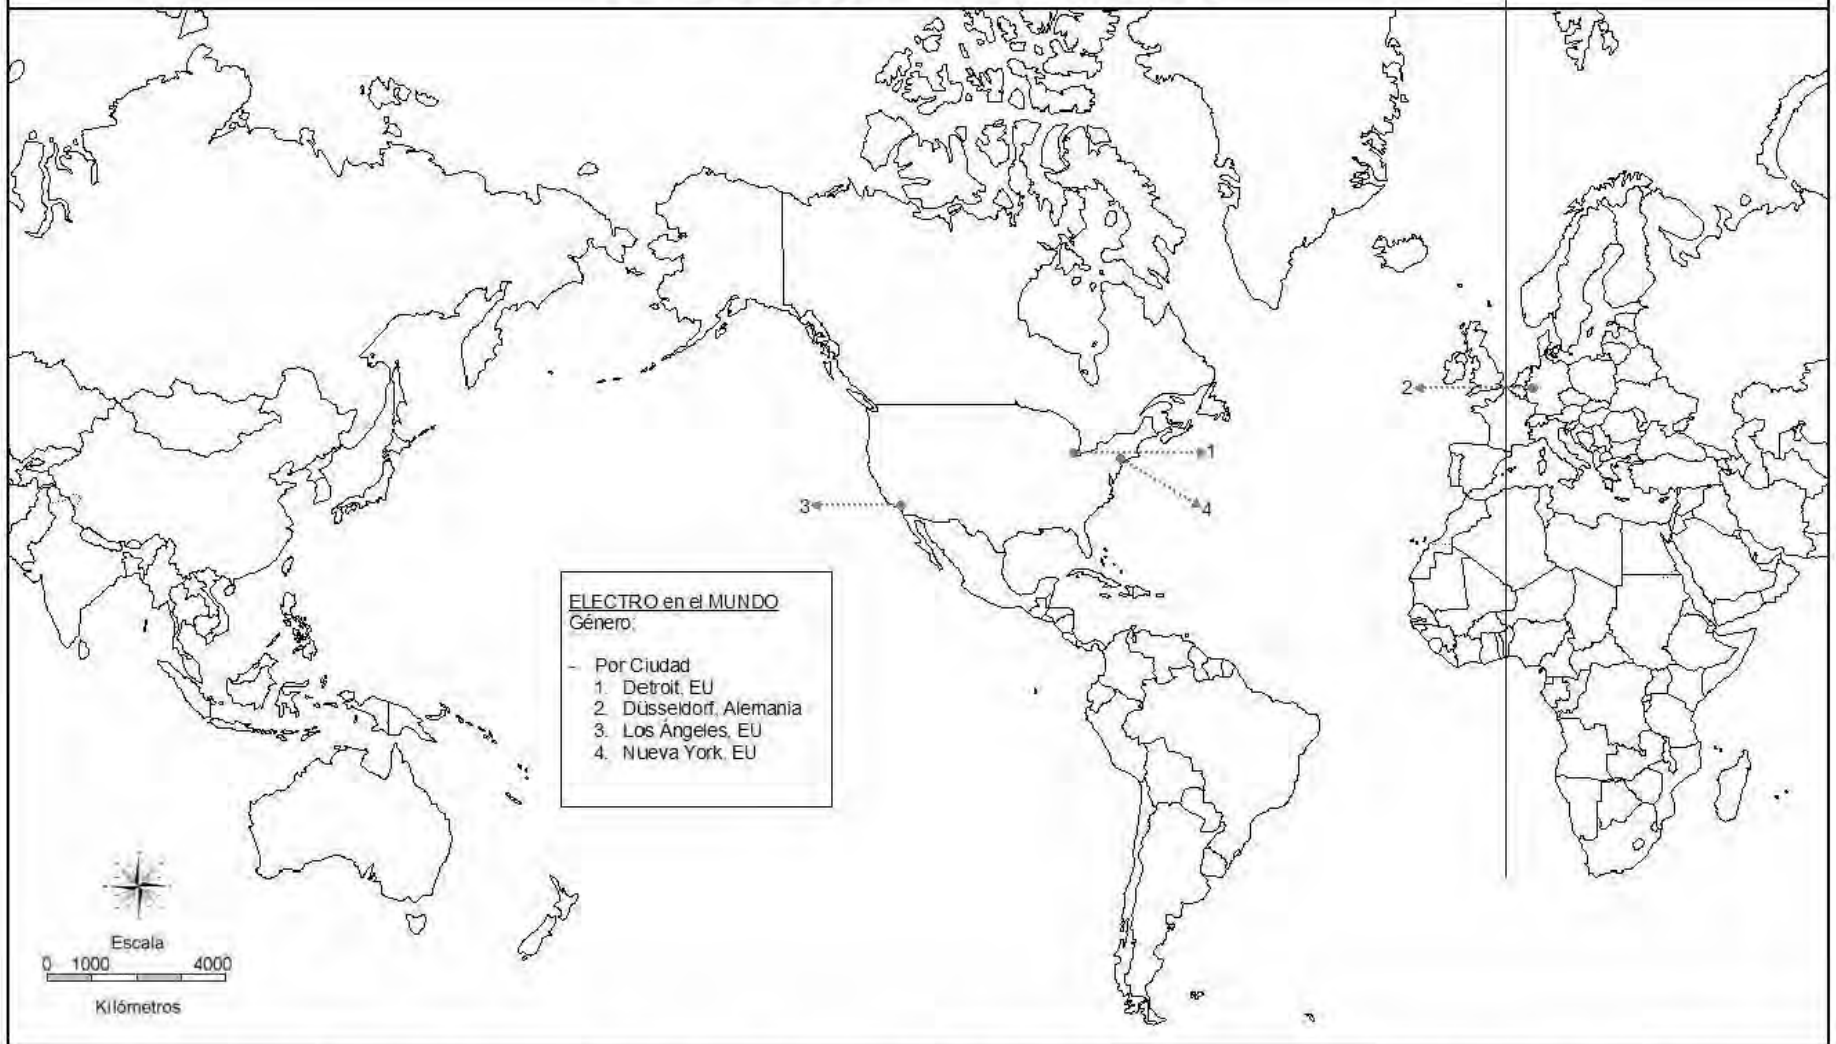 2
1
3
4
ELECTRO en el MUNDO
Género:
- Por Ciudad
1. Detroit, EU
2. Düsseldorf, Alemania
3. Los Ángeles, EU
4. Nueva York, EU
Escala
0 1000 4000
Kilómetros